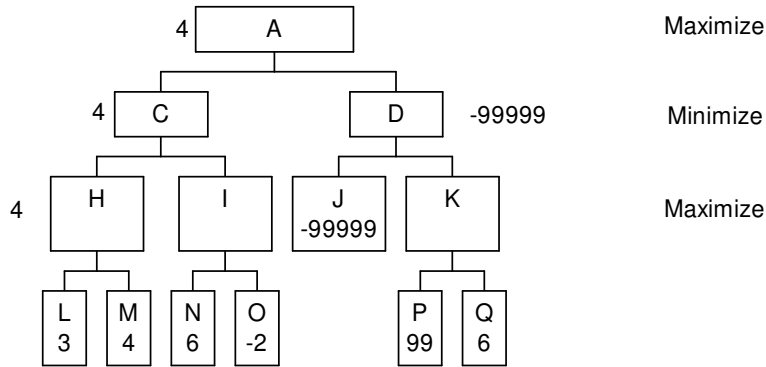 4 A Maximize
4 C D -99999 Minimize
4 H I J K Maximize
-99999
L M N O P Q
3 4 6 -2 99 6